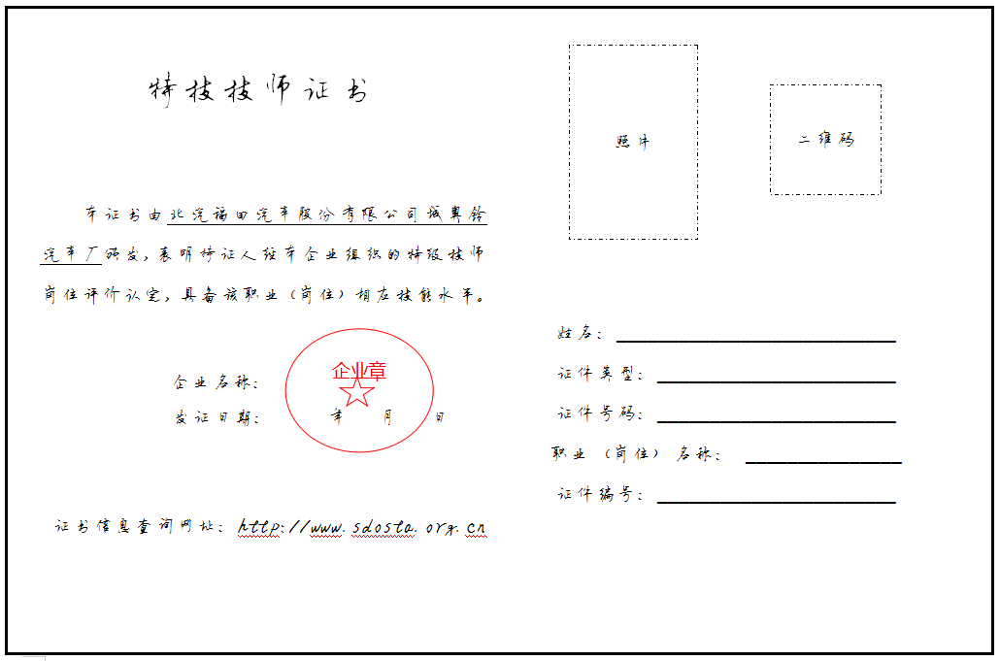 特技技师证书
照片
二维码
本证书由北汽福田汽车股份有限公司诚奥铃
汽车厂颁发,表明持证人经本企业组织的特级技师
岗位评价认定,具备该职业(岗位)相应技能水平。
企业名称:
企业章
发证日期: 年 月 日
证书信息查询网址: http://www.sdosta.org.cn
姓名:
证件类型:
证件号码:
职业 (岗位) 名称:
证件编号: